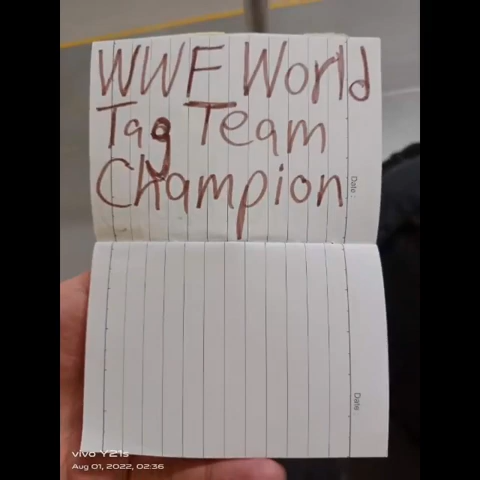 WWF World
Tag Team
Champion
Date :
Date :
vivo Y21s
Aug 01, 2022, 02:36